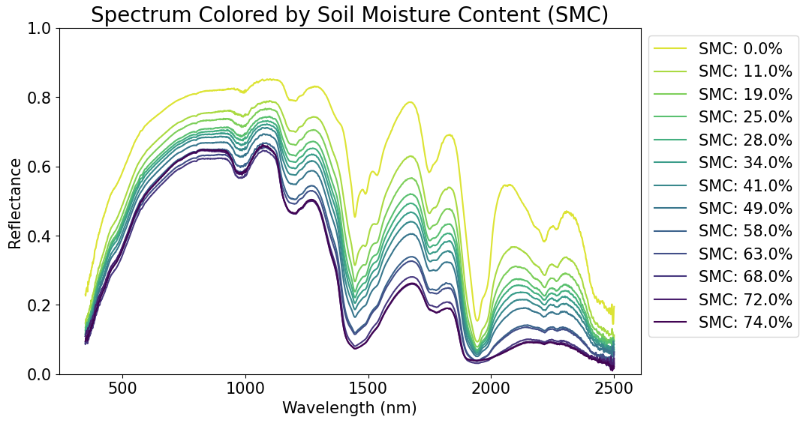 Spectrum Colored by Soil Moisture Content (SMC)
1.0
0.8
0.6
0.4
0.2
0.0
Reflectance
500
1000
1500
2000
2500
Wavelength (nm)
SMC: 0.0%
SMC: 11.0%
SMC: 19.0%
SMC: 25.0%
SMC: 28.0%
SMC: 34.0%
SMC: 41.0%
SMC: 49.0%
SMC: 58.0%
SMC: 63.0%
SMC: 68.0%
SMC: 72.0%
SMC: 74.0%